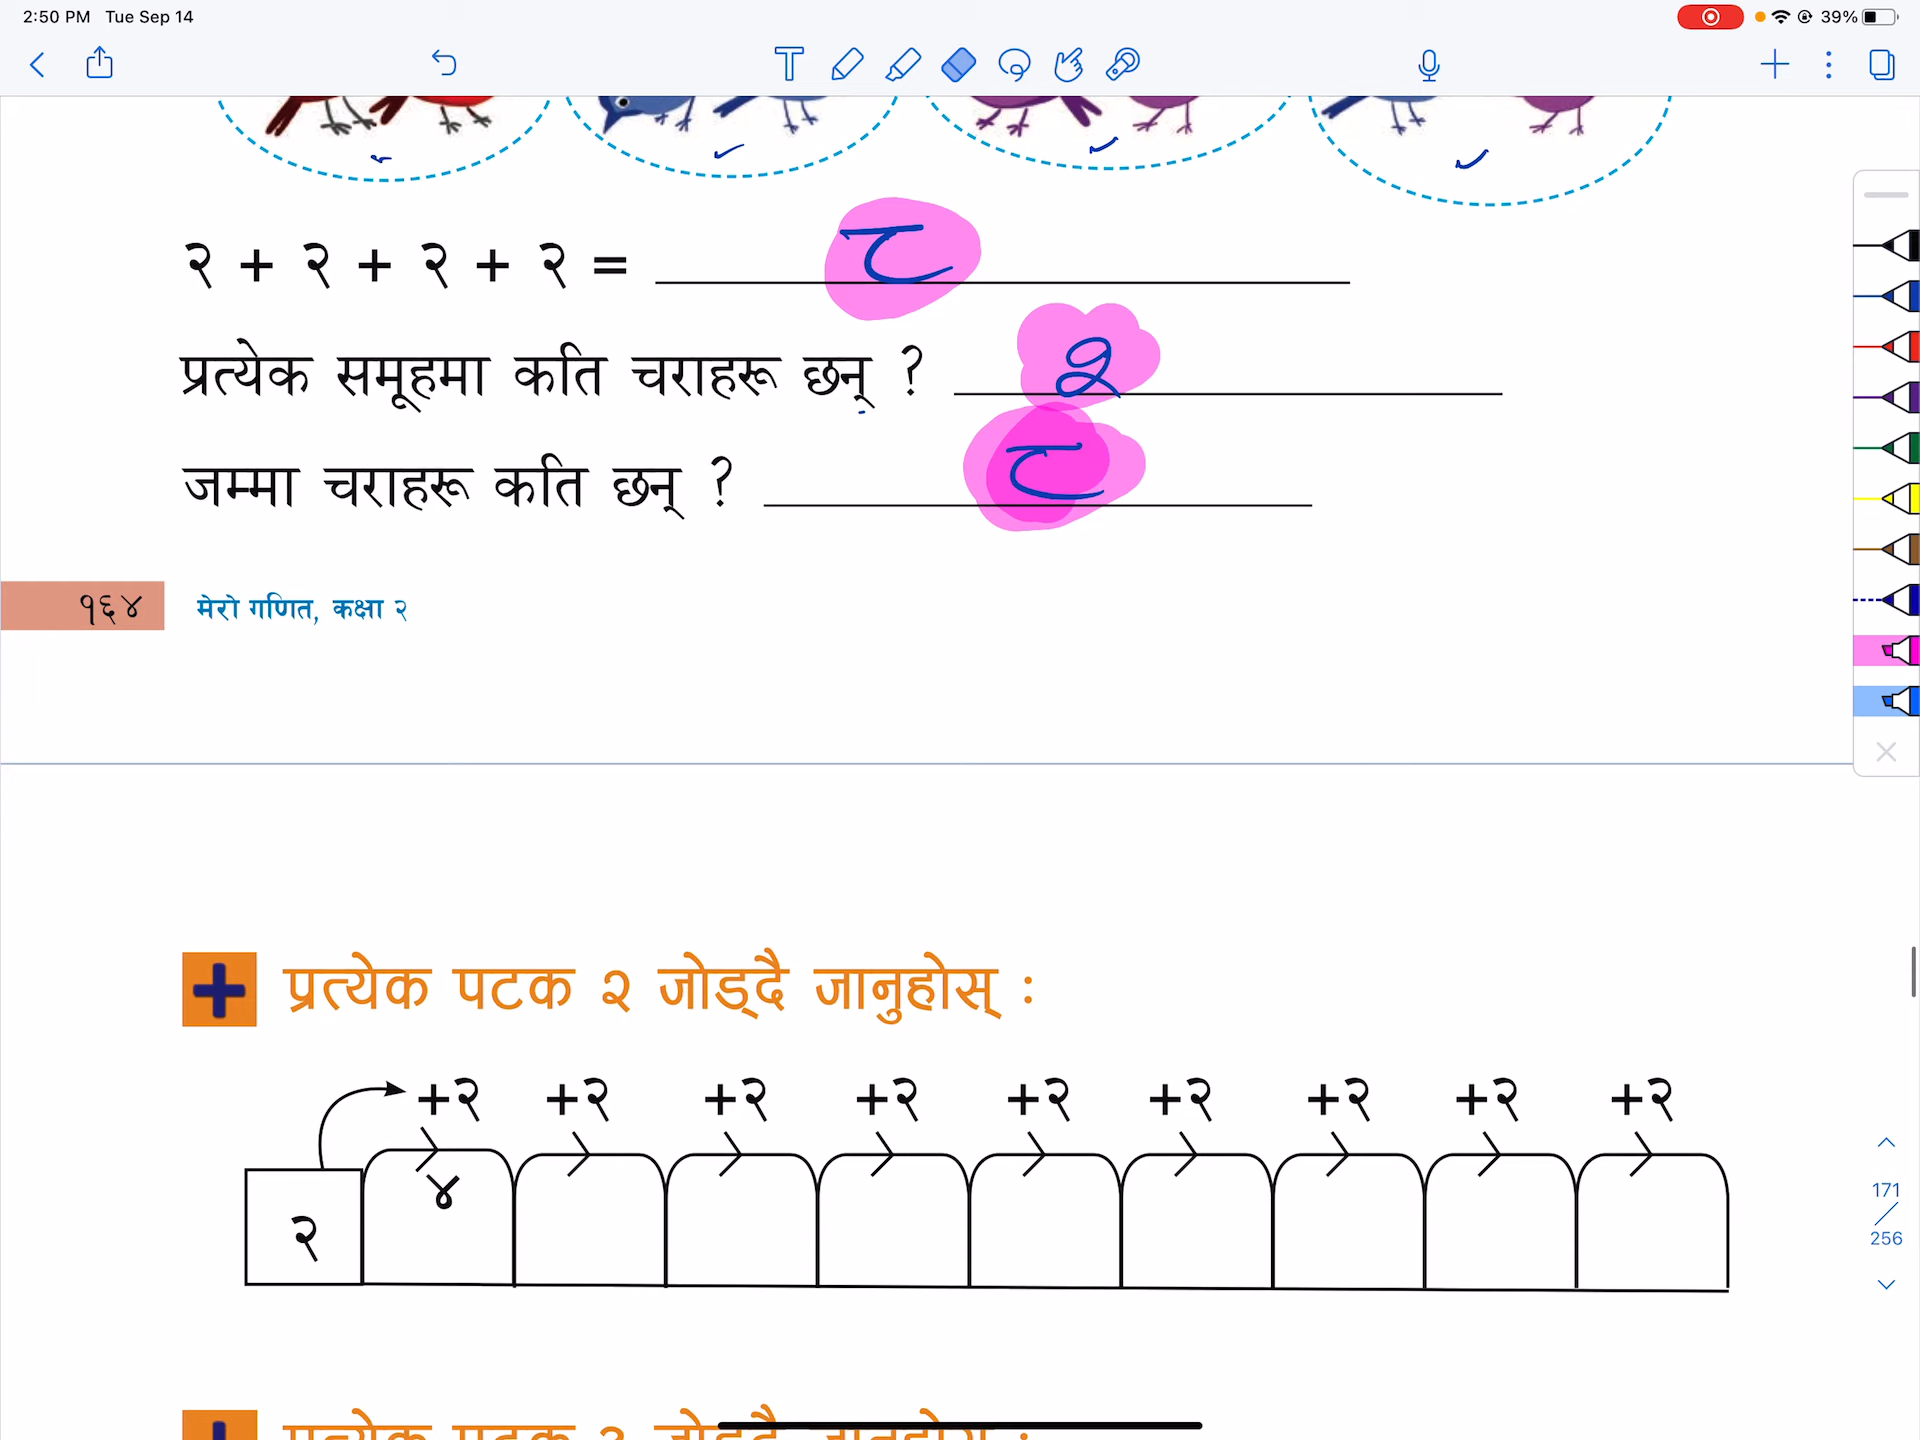 2:50 PM Tue Sep 14
39%
२ + २ + २ + २ = ८
प्रत्येक समूहमा कति चराहरू छन् ? २
जम्मा चराहरू कति छन् ? ८
१६४ मेरो गणित, कक्षा २
प्रत्येक पटक २ जोड्दै जानुहोस् :
+२ +२ +२ +२ +२ +२ +२ +२ +२
२ ४
171
/
256